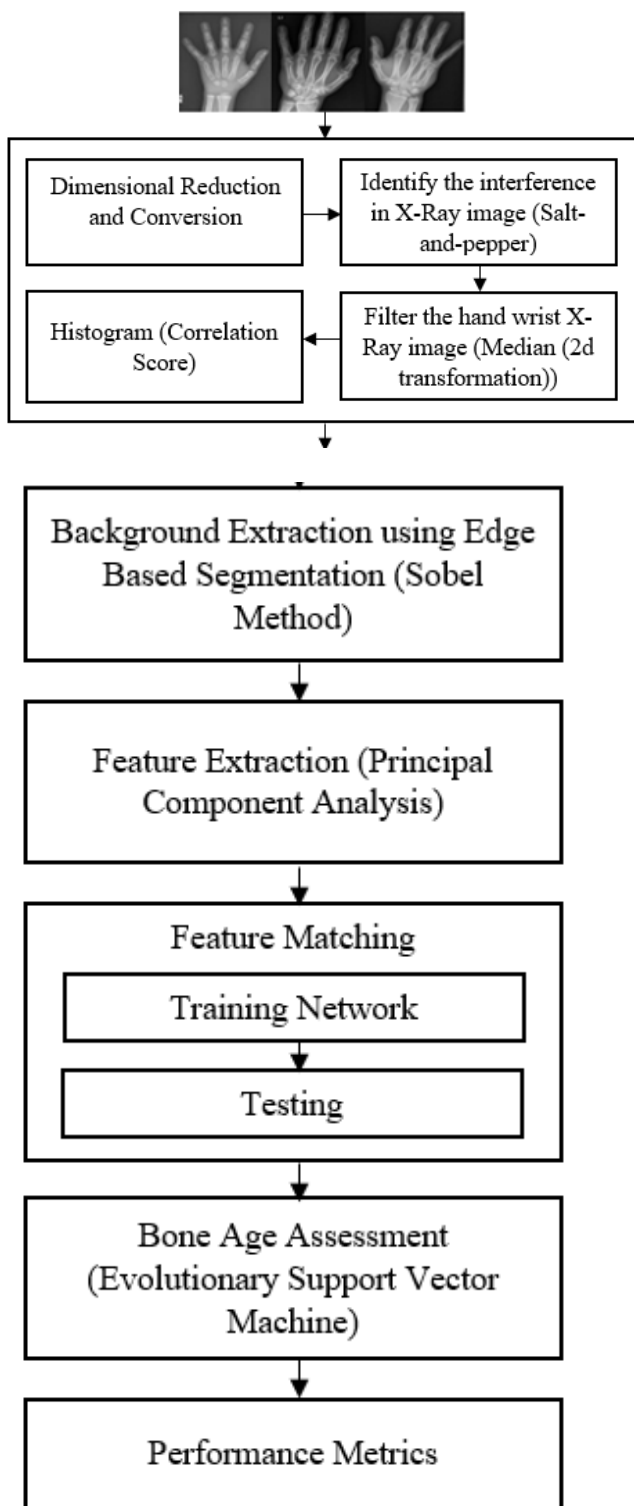 Dimensional Reduction
and Conversion
Identify the interference
in X-Ray image (Salt-
and-pepper)
Filter the hand wrist X-
Ray image (Median (2d
transformation))
Histogram (Correlation
Score)
Background Extraction using Edge
Based Segmentation (Sobel
Method)
Feature Extraction (Principal
Component Analysis)
Feature Matching
Training Network
Testing
Bone Age Assessment
(Evolutionary Support Vector
Machine)
Performance Metrics